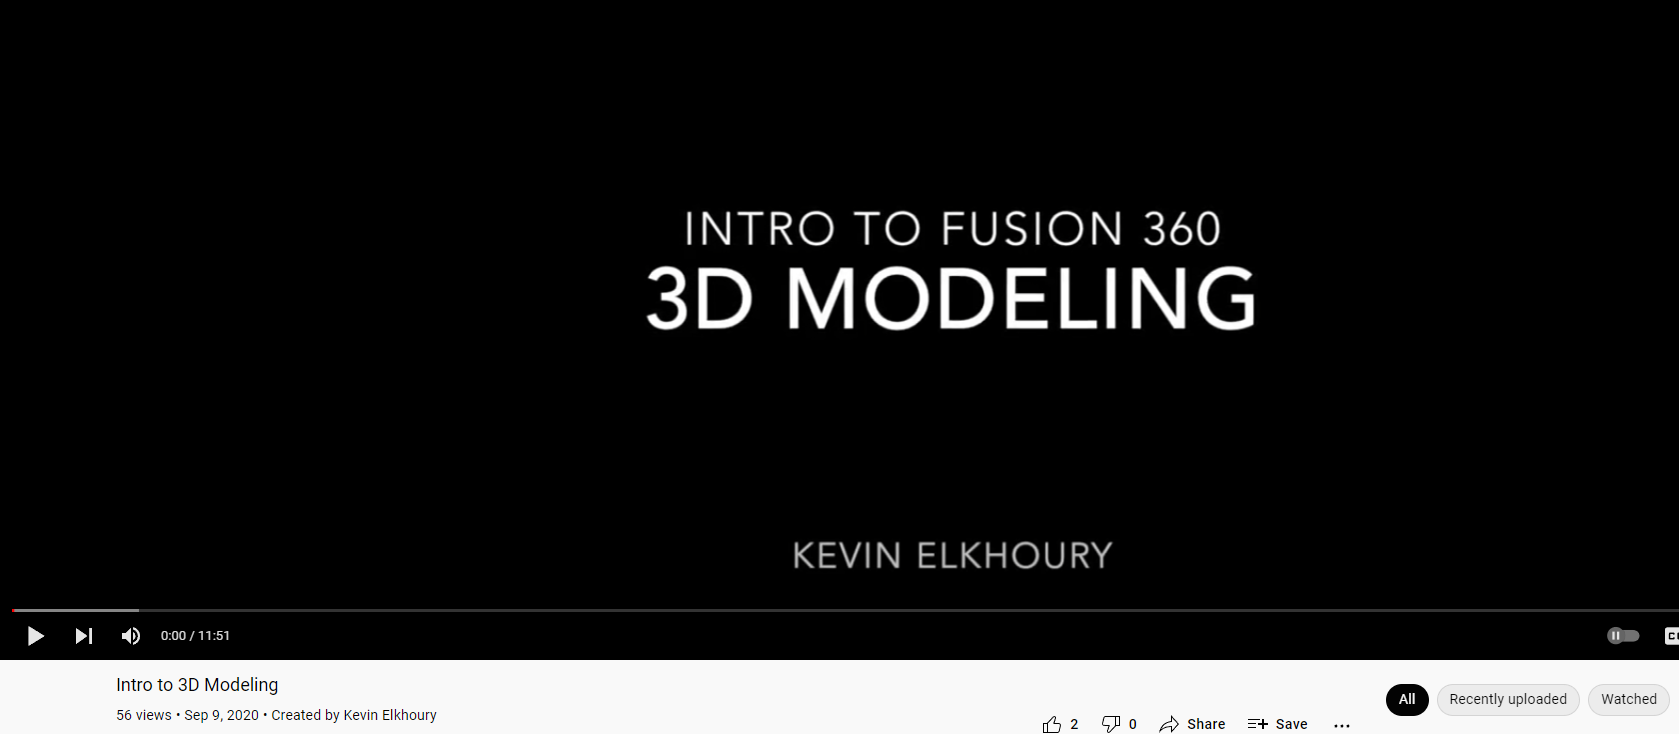 INTRO TO FUSION 360
3D MODELING
KEVIN ELKHOURY
0:00 / 11:51
Intro to 3D Modeling
56 views • Sep 9, 2020 • Created by Kevin Elkhoury
2 0 Share Save
All Recently uploaded Watched